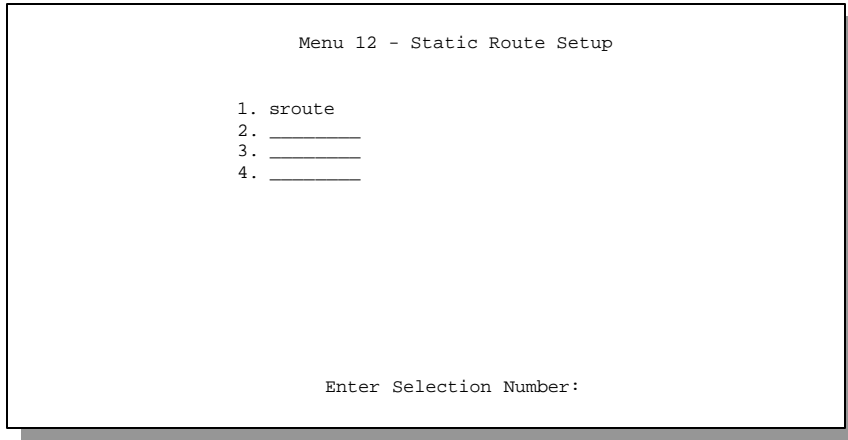 Menu 12 - Static Route Setup
1. sroute
2. ________
3. ________
4. ________
Enter Selection Number: